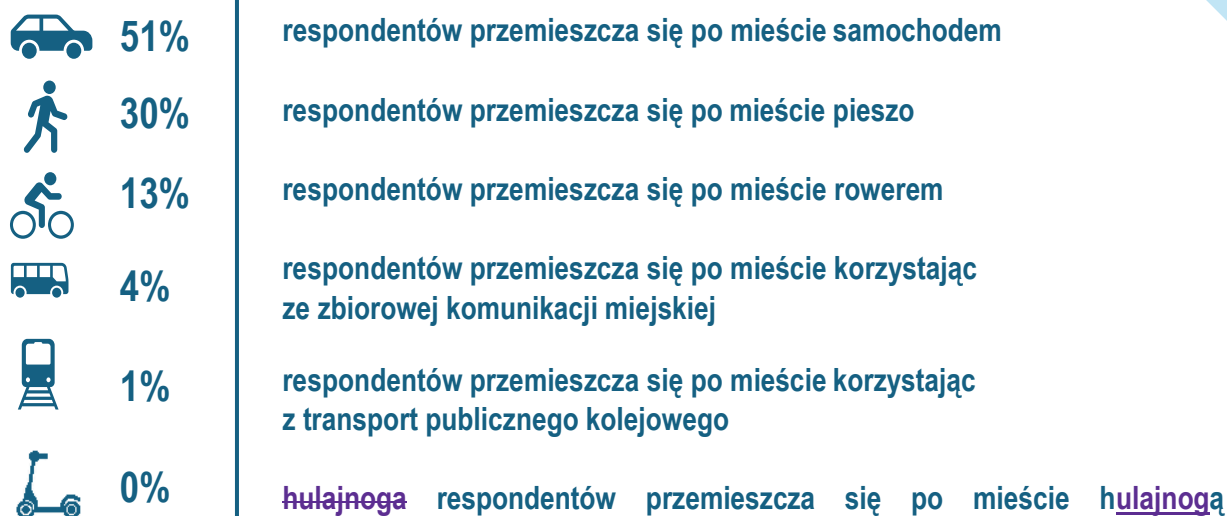 51% respondentów przemieszcza się po mieście samochodem
30% respondentów przemieszcza się po mieście pieszo
13% respondentów przemieszcza się po mieście rowerem
4% respondentów przemieszcza się po mieście korzystając
ze zbiorowej komunikacji miejskiej
1% respondentów przemieszcza się po mieście korzystając
z transport publicznego kolejowego
0% hulajnoga respondentów przemieszcza się po mieście hulajnogą